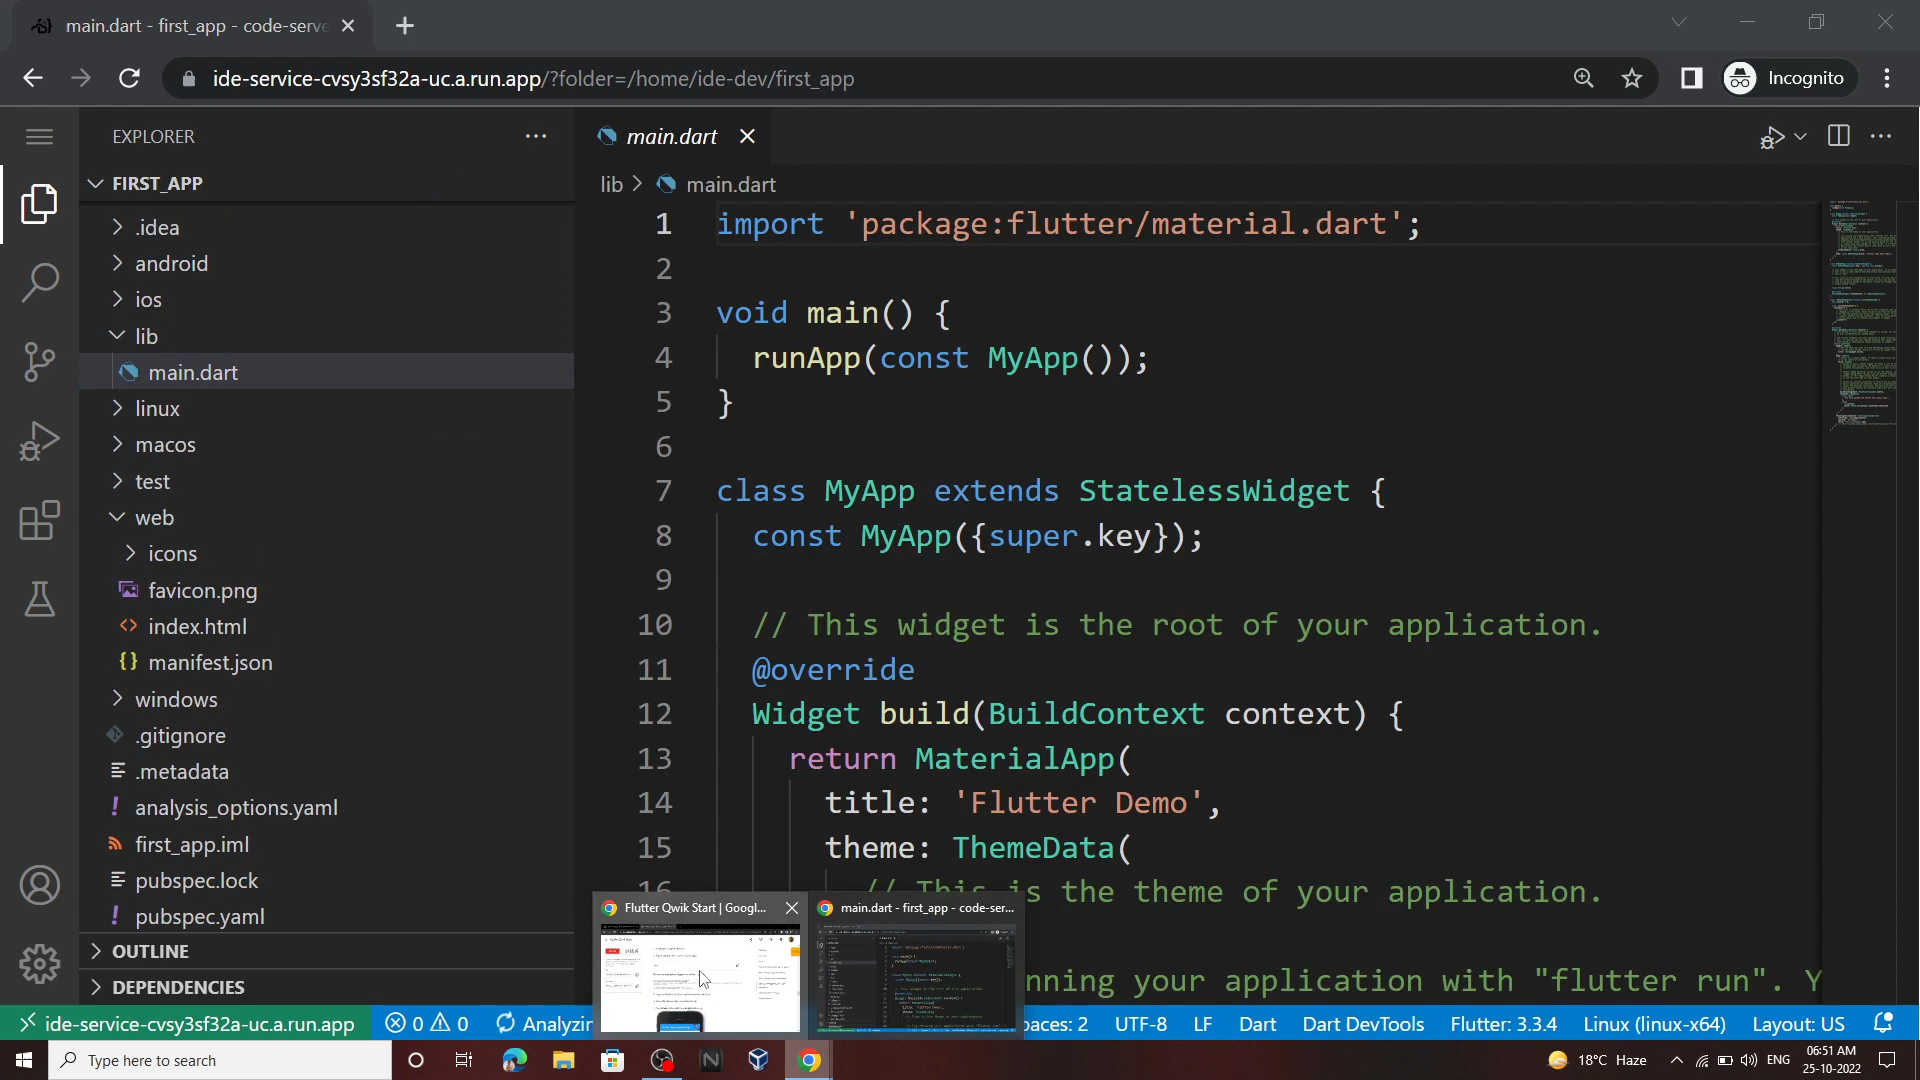 main.dart - first_app - code-serve
ide-service-cvsy3sf32a-uc.a.run.app/?folder=/home/ide-dev/first_app
Incognito
EXPLORER
main.dart
FIRST_APP
lib
main.dart
.idea
android
ios
lib
main.dart
linux
macos
test
web
icons
favicon.png
index.html
manifest.json
windows
.gitignore
.metadata
analysis_options.yaml
first_app.iml
pubspec.lock
pubspec.yaml
OUTLINE
DEPENDENCIES
1 import 'package:flutter/material.dart';
2
3 void main() {
4 runApp(const MyApp());
5 }
6
7 class MyApp extends StatelessWidget {
8 const MyApp({super.key});
9
10 // This widget is the root of your application.
11 @override
12 Widget build(BuildContext context) {
13 return MaterialApp(
14 title: 'Flutter Demo',
15 theme: ThemeData(
16 // This is the theme of your application.
nning your application with "flutter run". Y
Flutter Qwik Start | Googl...
main.dart - first_app - code-ser...
ide-service-cvsy3sf32a-uc.a.run.app
0 0
Analyzin
paces: 2
UTF-8
LF
Dart
Dart DevTools
Flutter: 3.3.4
Linux (linux-x64)
Layout: US
Type here to search
18°C Haze
ENG
06:51 AM
25-10-2022